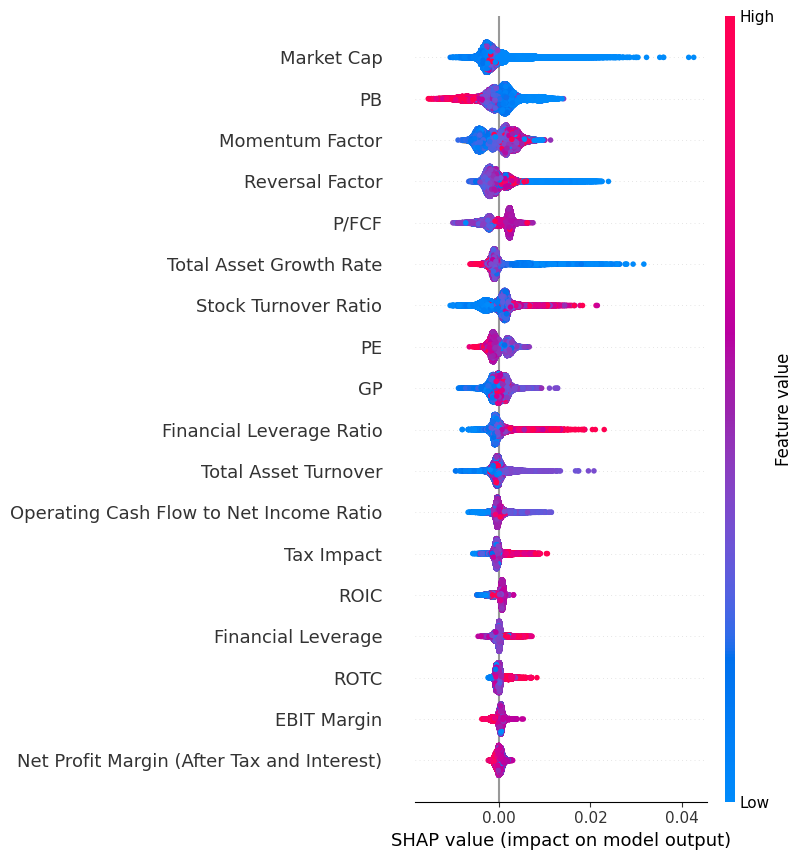 High
Market Cap
PB
Momentum Factor
Reversal Factor
P/FCF
Total Asset Growth Rate
Stock Turnover Ratio
PE
GP
Financial Leverage Ratio
Total Asset Turnover
Operating Cash Flow to Net Income Ratio
Tax Impact
ROIC
Financial Leverage
ROTC
EBIT Margin
Net Profit Margin (After Tax and Interest)
Feature value
Low
0.00 0.02 0.04
SHAP value (impact on model output)